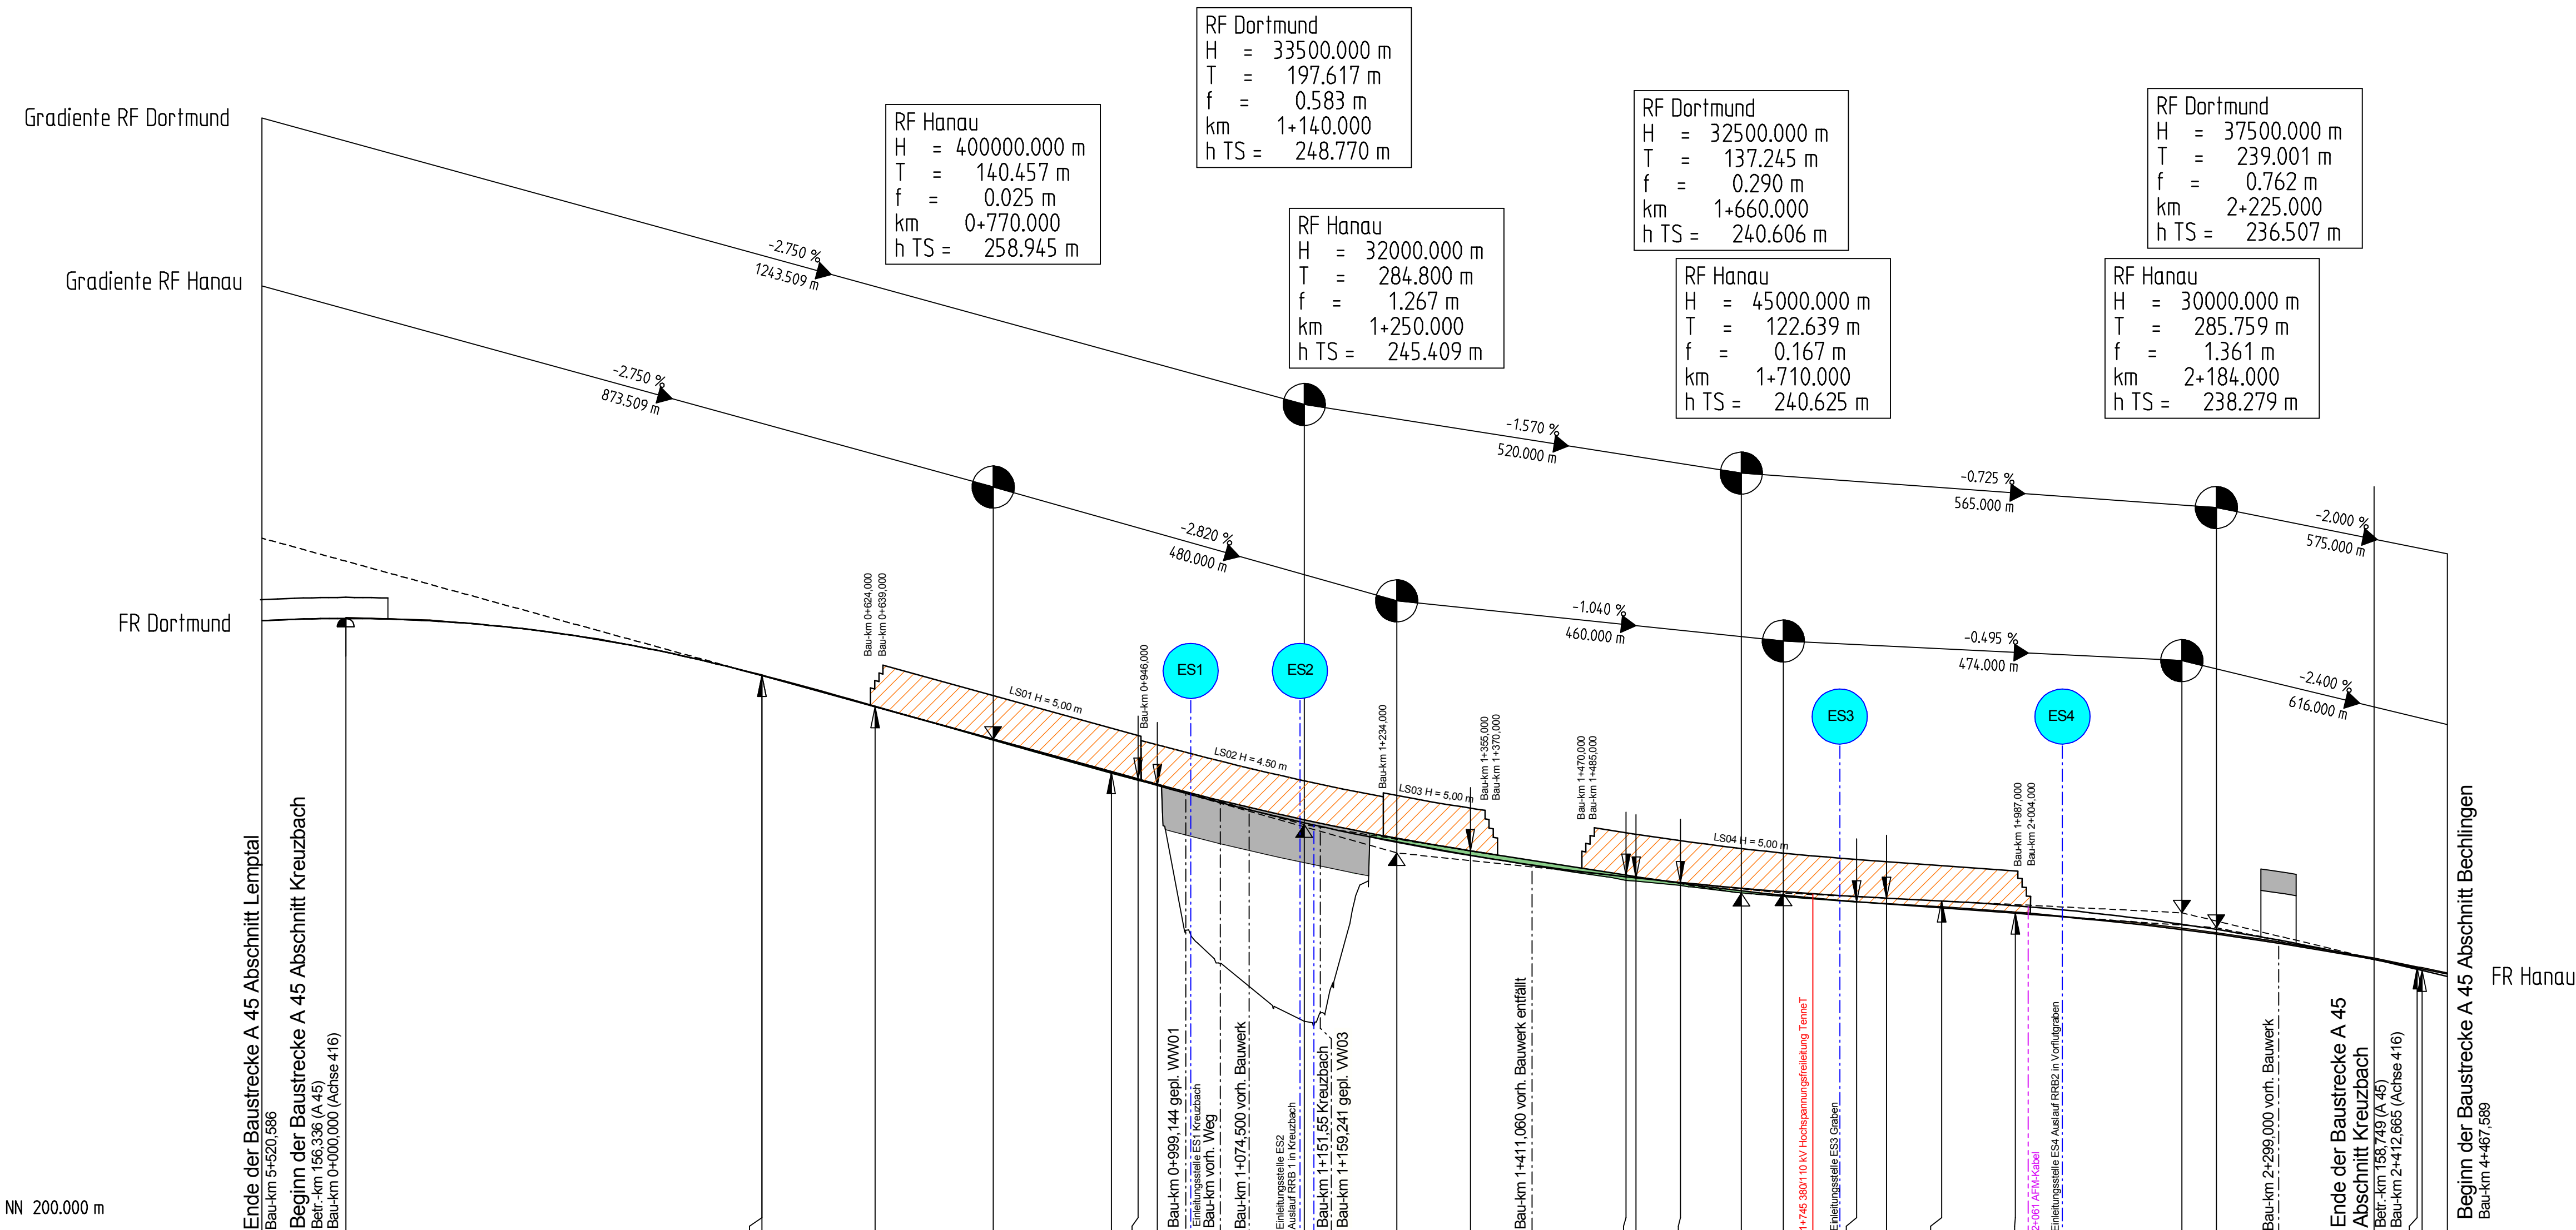 RF Dortmund
H = 33500.000 m
T = 197.617 m
f = 0.583 m
km 1+140.000
h TS = 248.770 m
RF Hanau
H = 400000.000 m
T = 140.457 m
f = 0.025 m
km 0+770.000
h TS = 258.945 m
RF Hanau
H = 32000.000 m
T = 284.800 m
f = 1.267 m
km 1+250.000
h TS = 245.409 m
RF Dortmund
H = 32500.000 m
T = 137.245 m
f = 0.290 m
km 1+660.000
h TS = 240.606 m
RF Hanau
H = 45000.000 m
T = 122.639 m
f = 0.167 m
km 1+710.000
h TS = 240.625 m
RF Dortmund
H = 37500.000 m
T = 239.001 m
f = 0.762 m
km 2+225.000
h TS = 236.507 m
RF Hanau
H = 30000.000 m
T = 285.759 m
f = 1.361 m
km 2+184.000
h TS = 238.279 m
Gradiente RF Dortmund
-2.750 %
1243.509 m
-1.570 %
520.000 m
-0.725 %
565.000 m
-2.000 %
575.000 m
Gradiente RF Hanau
-2.750 %
873.509 m
-2.820 %
480.000 m
-1.040 %
460.000 m
-0.495 %
474.000 m
-2.400 %
616.000 m
FR Dortmund
FR Hanau
Bau-km 0+624,000
Bau-km 0+639,000
LS01 H = 5,00 m
Bau-km 0+946,000
ES1
ES2
LS02 H = 4.50 m
Bau-km 1+234,000
LS03 H = 5,00 m
Bau-km 1+355,000
Bau-km 1+370,000
Bau-km 1+470,000
Bau-km 1+485,000
LS04 H = 5,00 m
ES3
ES4
Bau-km 1+987,000
Bau-km 2+004,000
Ende der Baustrecke A 45 Abschnitt Lemptal
Bau-km 5+520,586
Beginn der Baustrecke A 45 Abschnitt Kreuzbach
Betr.-km 156,336 (A 45)
Bau-km 0+000,000 (Achse 416)
Bau-km 0+999,144 gepl. WW01
Einleitungsstelle ES1 Kreuzbach
Bau-km vorh. Weg
Bau-km 1+074,500 vorh. Bauwerk
Einleitungsstelle ES2
Auslauf RRB 1 in Kreuzbach
Bau-km 1+151,55 Kreuzbach
Bau-km 1+159,241 gepl. VV03
Bau-km 1+411,060 vorh. Bauwerk entfällt
1+745 380/110 kV Hochspannungsfreileitung TenneT
Einleitungsstelle ES3 Graben
2+061 AFM-Kabel
Einleitungsstelle ES4 Auslauf RRB2 in Vorflutgraben
Bau-km 2+299,000 vorh. Bauwerk
Ende der Baustrecke A 45
Abschnitt Kreuzbach
Betr.-km 158,749 (A 45)
Bau-km 2+412,665 (Achse 416)
Beginn der Baustrecke A 45 Abschnitt Bechlingen
Bau-km 4+467,589
NN 200.000 m